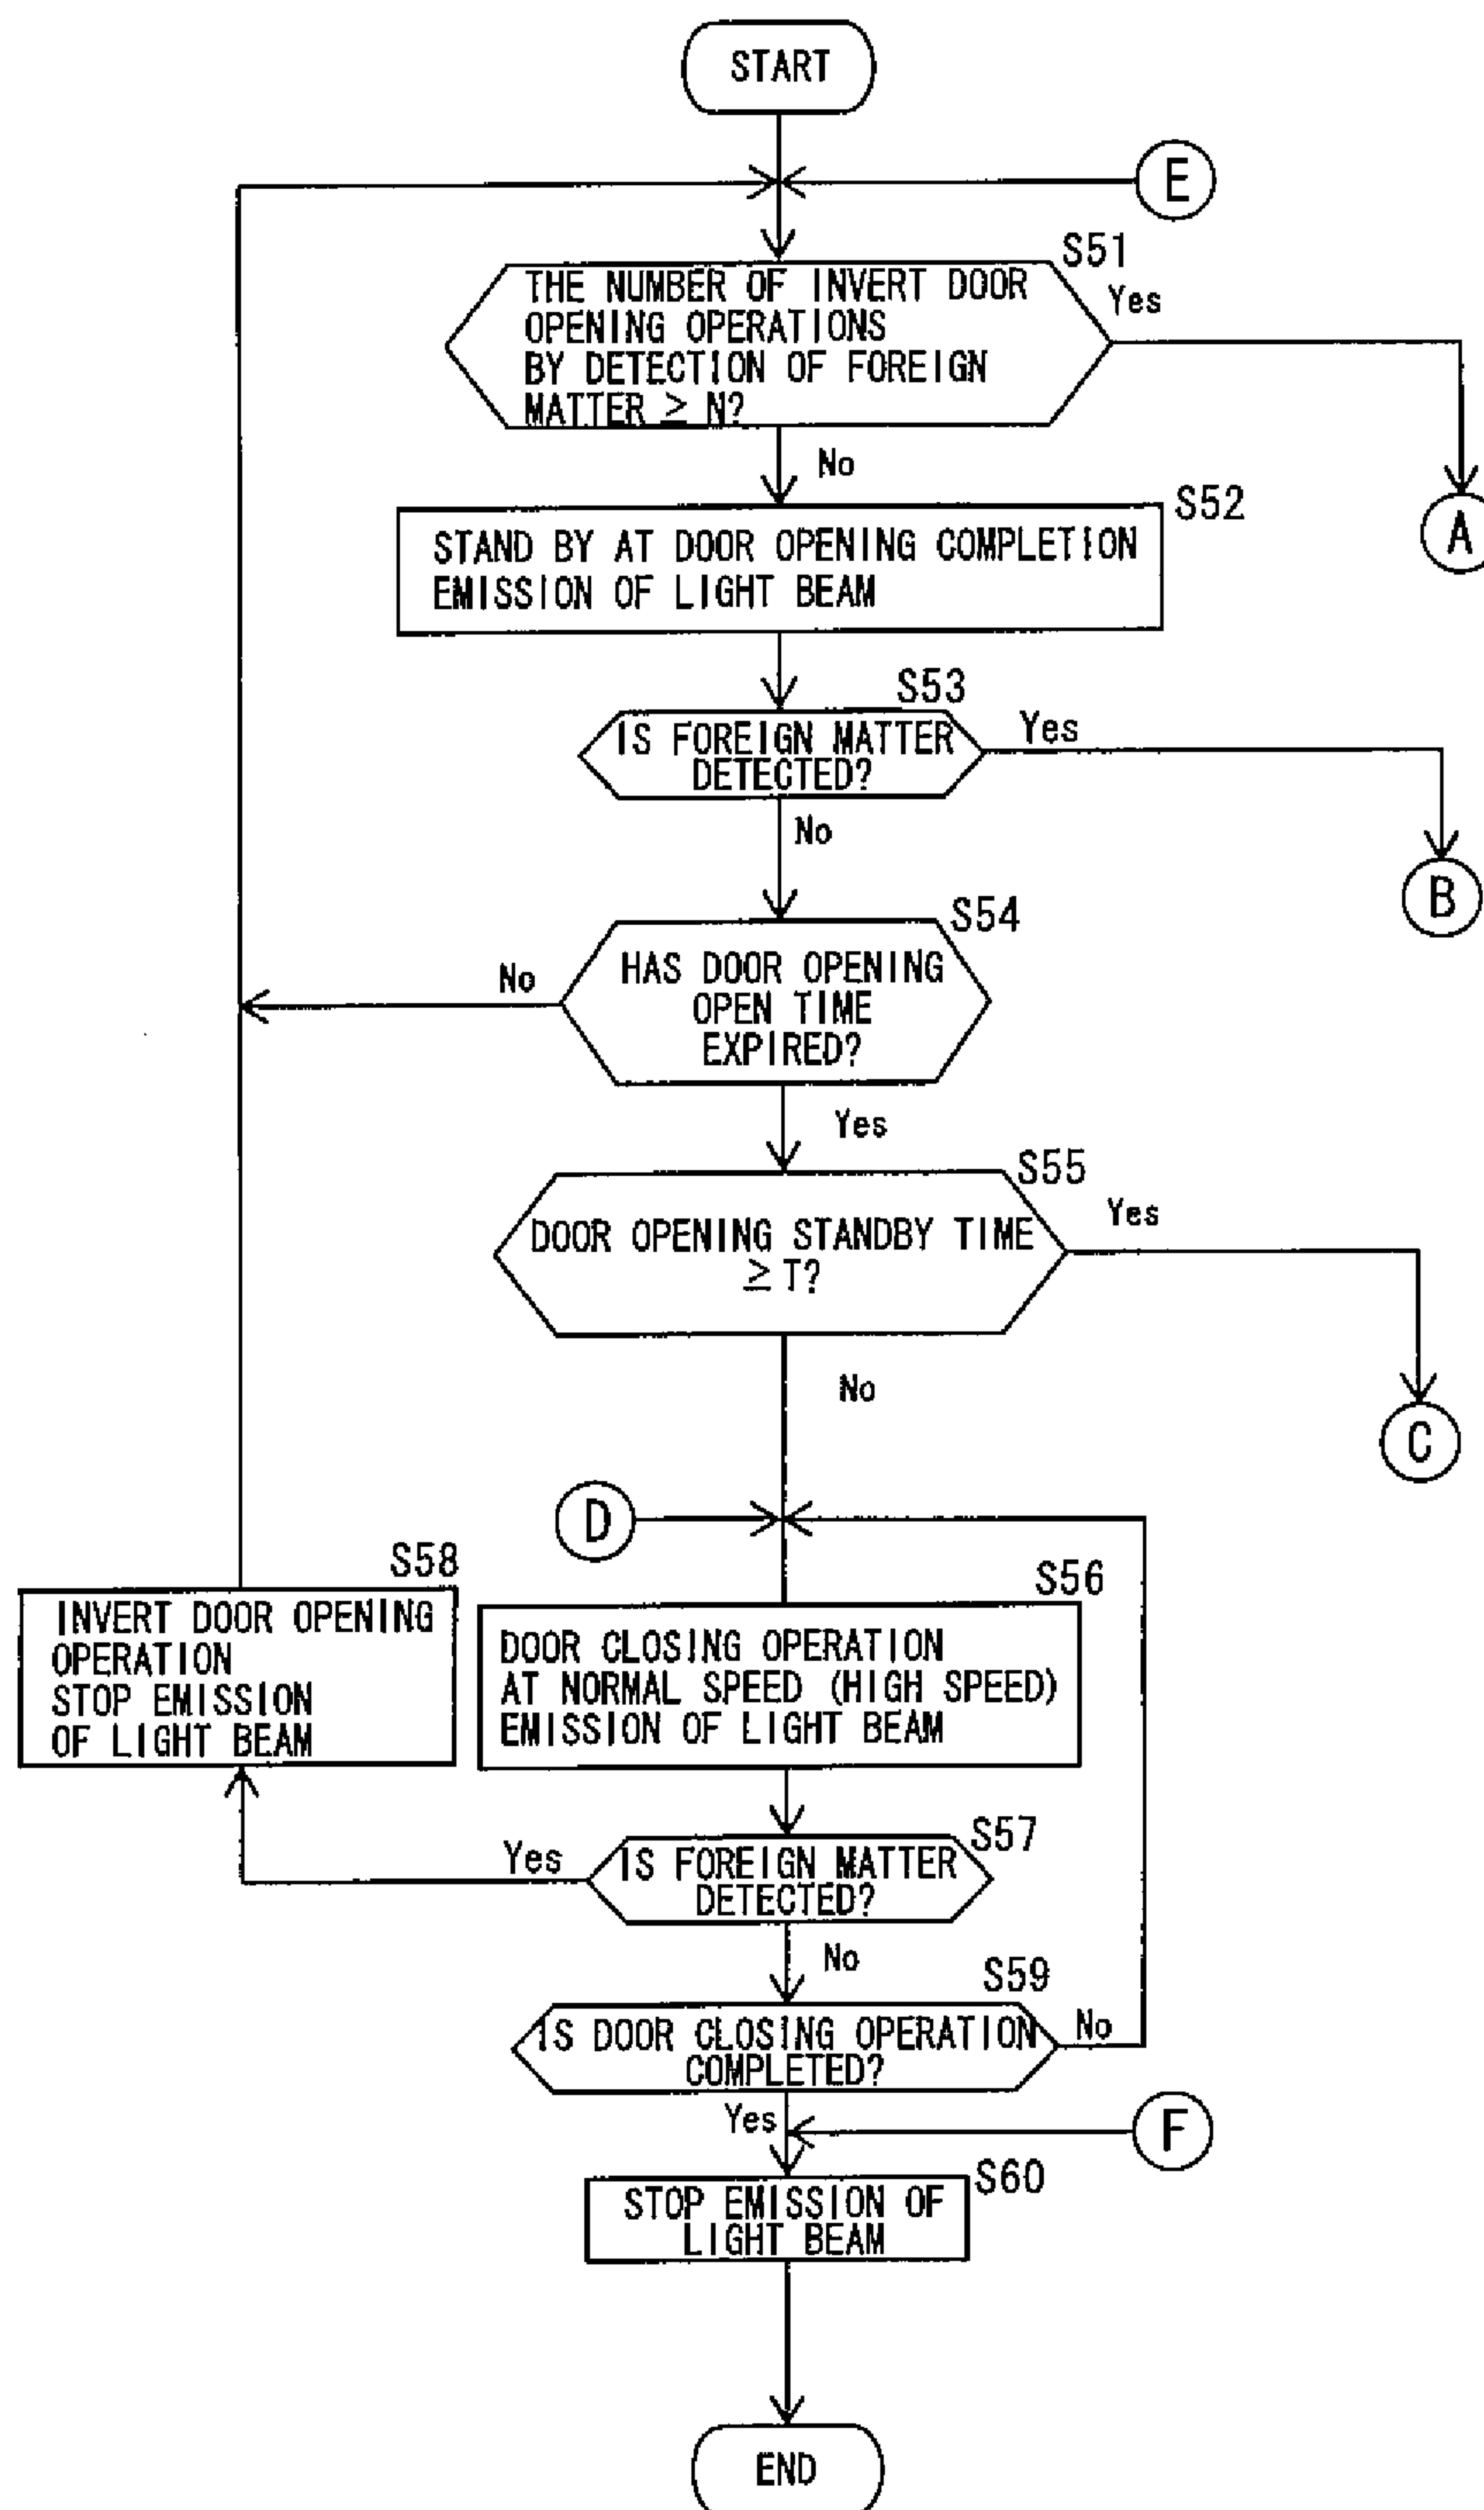 START
E
S51
THE NUMBER OF INVERT DOOR
OPENING OPERATIONS
BY DETECTION OF FOREIGN
MATTER ≥ N?
Yes
No
A
S52
STAND BY AT DOOR OPENING COMPLETION
EMISSION OF LIGHT BEAM
S53
IS FOREIGN MATTER
DETECTED?
Yes
No
B
S54
HAS DOOR OPENING
OPEN TIME
EXPIRED?
No
Yes
S55
DOOR OPENING STANDBY TIME
≥ T?
Yes
No
C
D
S58
INVERT DOOR OPENING
OPERATION
STOP EMISSION
OF LIGHT BEAM
S56
DOOR CLOSING OPERATION
AT NORMAL SPEED (HIGH SPEED)
EMISSION OF LIGHT BEAM
S57
IS FOREIGN MATTER
DETECTED?
Yes
No
S59
IS DOOR CLOSING OPERATION
COMPLETED?
No
Yes
F
S60
STOP EMISSION OF
LIGHT BEAM
END